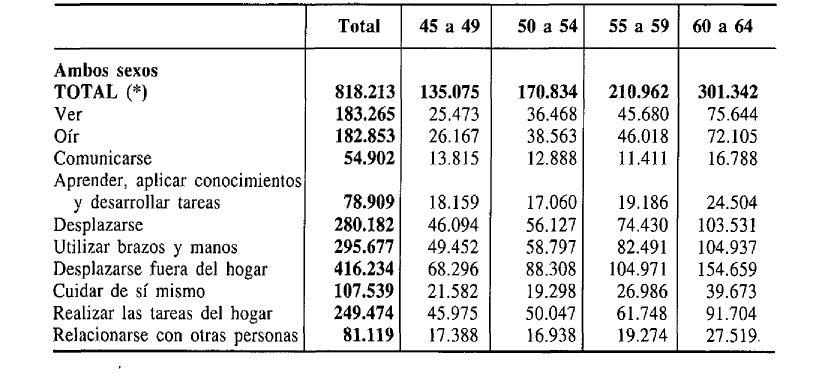 Total 45 a 49 50 a 54 55 a 59 60 a 64
Ambos sexos
TOTAL (*) 818.213 135.075 170.834 210.962 301.342
Ver 183.265 25.473 36.468 45.680 75.644
Oír 182.853 26.167 38.563 46.018 72.105
Comunicarse 54.902 13.815 12.888 11.411 16.788
Aprender, aplicar conocimientos
y desarrollar tareas 78.909 18.159 17.060 19.186 24.504
Desplazarse 280.182 46.094 56.127 74.430 103.531
Utilizar brazos y manos 295.677 49.452 58.797 82.491 104.937
Desplazarse fuera del hogar 416.234 68.296 88.308 104.971 154.659
Cuidar de sí mismo 107.539 21.582 19.298 26.986 39.673
Realizar las tareas del hogar 249.474 45.975 50.047 61.748 91.704
Relacionarse con otras personas 81.119 17.388 16.938 19.274 27.519